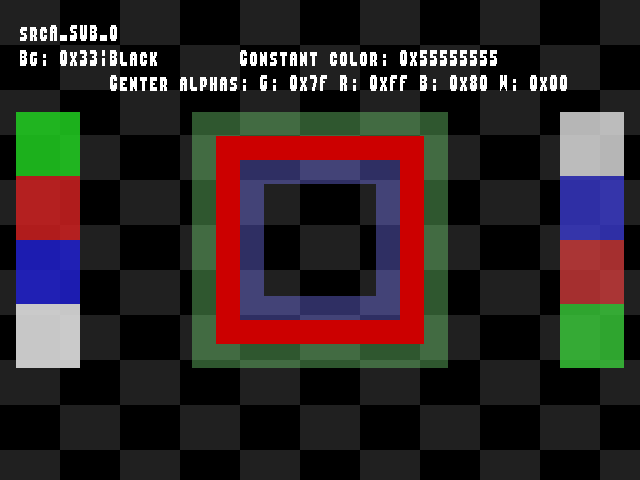 srcA_SUB_0
Bg: 0x33¦Black Constant color: 0x55555555
Center alphas: G: 0x7f R: 0xff B: 0x80 W: 0x00